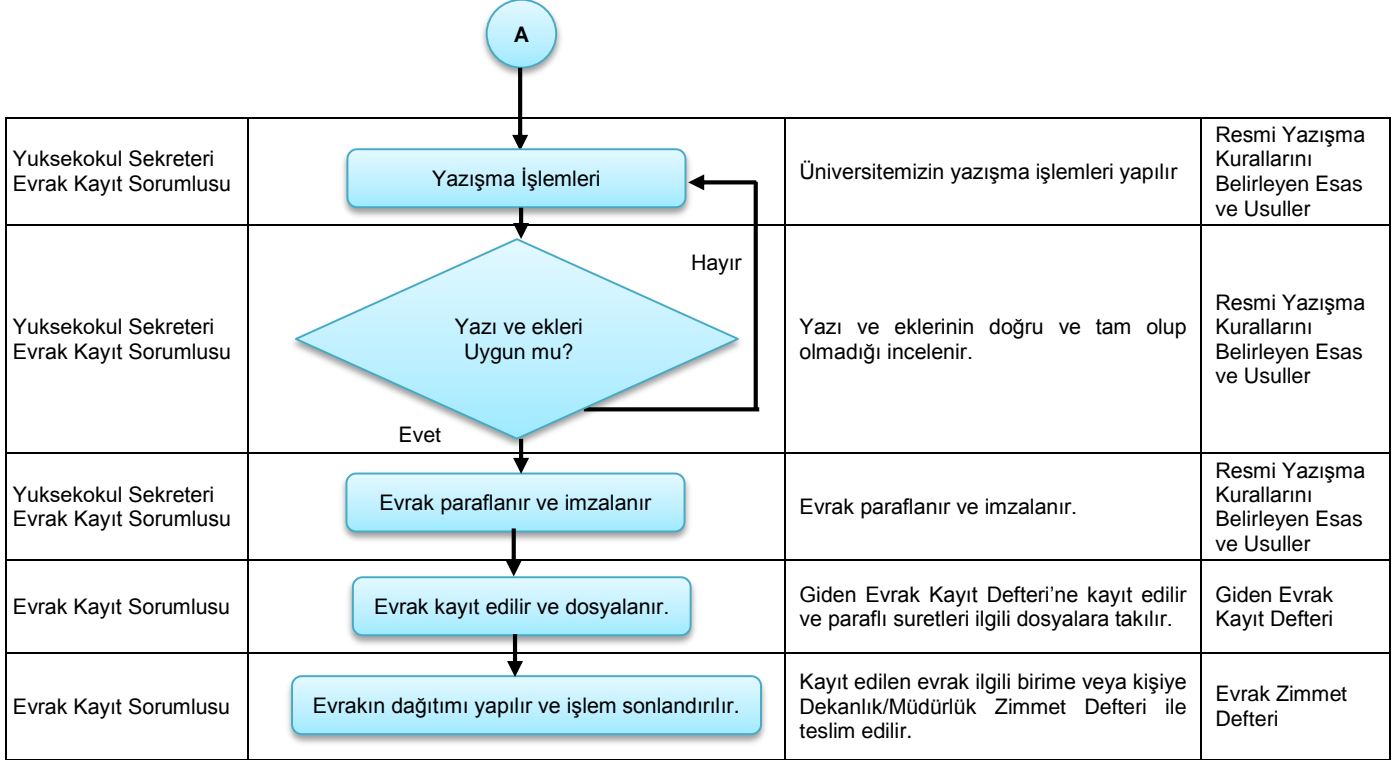 A
Yuksekokul Sekreteri
Evrak Kayıt Sorumlusu
Yazışma İşlemleri
Üniversitemizin yazışma işlemleri yapılır
Resmi Yazışma
Kurallarını
Belirleyen Esas
ve Usuller
Yuksekokul Sekreteri
Evrak Kayıt Sorumlusu
Hayır
Yazı ve ekleri
Uygun mu?
Evet
Yazı ve eklerinin doğru ve tam olup
olmadığı incelenir.
Resmi Yazışma
Kurallarını
Belirleyen Esas
ve Usuller
Yuksekokul Sekreteri
Evrak Kayıt Sorumlusu
Evrak paraflanır ve imzalanır
Evrak paraflanır ve imzalanır.
Resmi Yazışma
Kurallarını
Belirleyen Esas
ve Usuller
Evrak Kayıt Sorumlusu
Evrak kayıt edilir ve dosyalanır.
Giden Evrak Kayıt Defteri’ne kayıt edilir
ve paraflı suretleri ilgili dosyalara takılır.
Giden Evrak
Kayıt Defteri
Evrak Kayıt Sorumlusu
Evrakın dağıtımı yapılır ve işlem sonlandırılır.
Kayıt edilen evrak ilgili birime veya kişiye
Dekanlık/Müdürlük Zimmet Defteri ile
teslim edilir.
Evrak Zimmet
Defteri